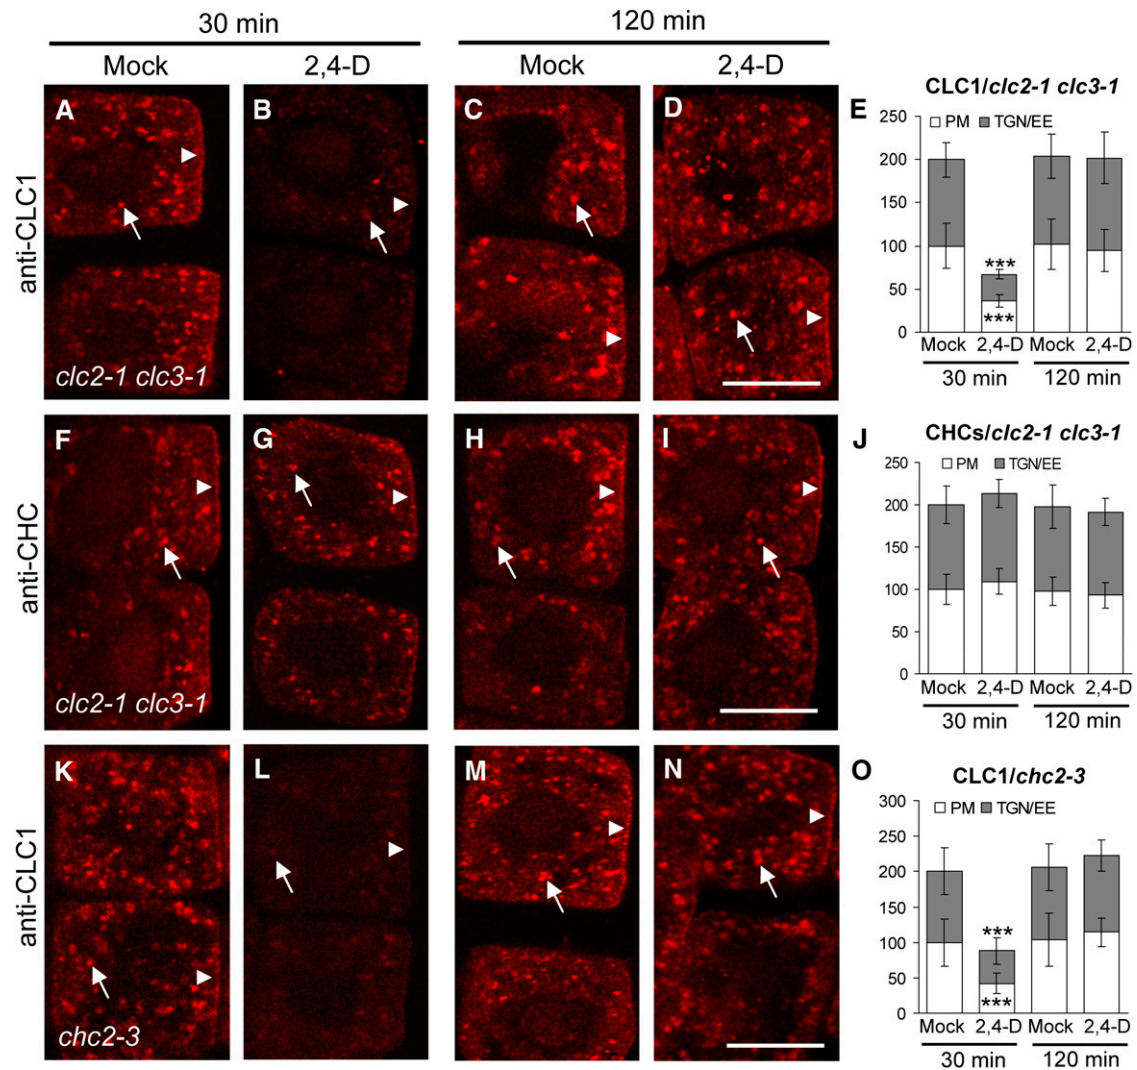 30 min 120 min
Mock 2,4-D Mock 2,4-D
anti-CLC1
A B C D
clc2-1 clc3-1
E CLC1/clc2-1 clc3-1
PM TGN/EE
250
200
150
100
50
0
***
***
Mock 2,4-D Mock 2,4-D
30 min 120 min
anti-CHC
F G H I
clc2-1 clc3-1
J CHCs/clc2-1 clc3-1
PM TGN/EE
250
200
150
100
50
0
Mock 2,4-D Mock 2,4-D
30 min 120 min
anti-CLC1
K L M N
chc2-3
O CLC1/chc2-3
PM TGN/EE
300
250
200
150
100
50
0
***
***
Mock 2,4-D Mock 2,4-D
30 min 120 min